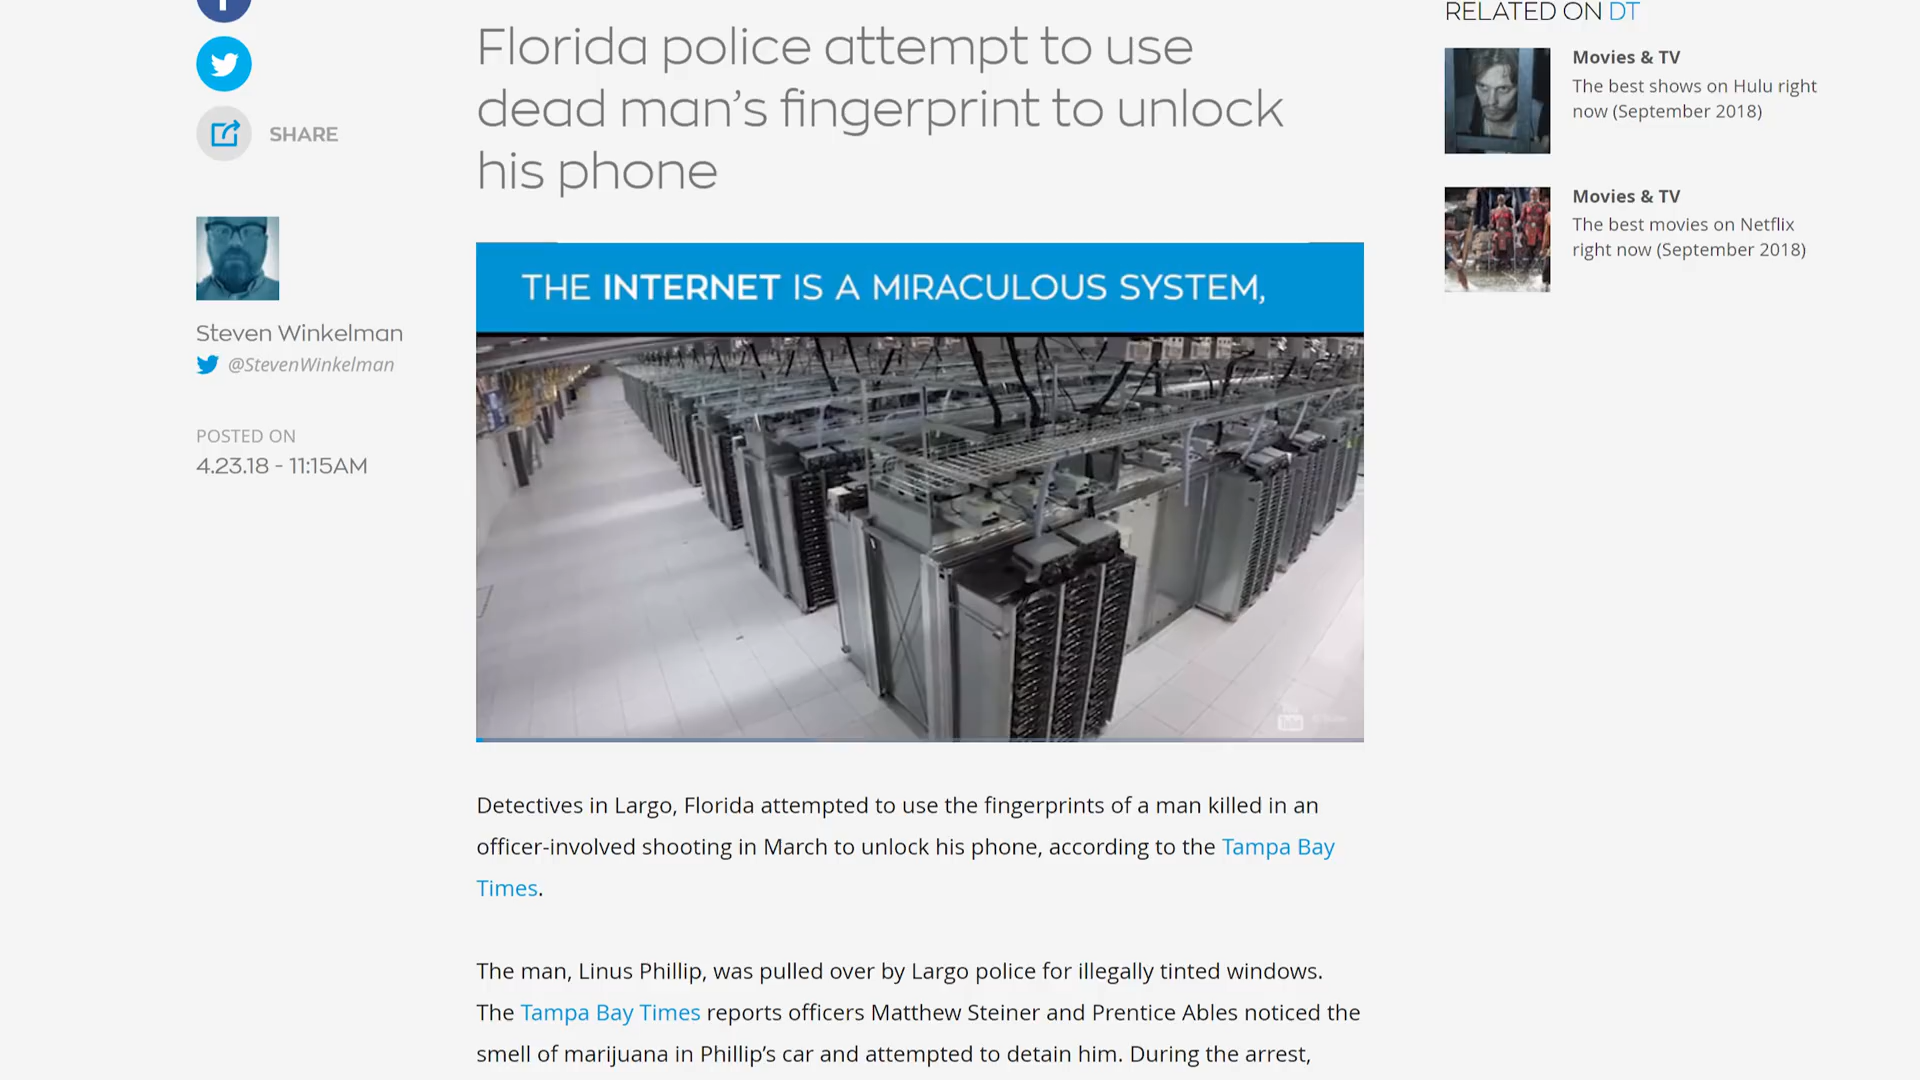 Florida police attempt to use
dead man's fingerprint to unlock
his phone
SHARE
Steven Winkelman
@StevenWinkelman
POSTED ON
4.23.18 - 11:15AM
THE INTERNET IS A MIRACULOUS SYSTEM,
You
Tube
Detectives in Largo, Florida attempted to use the fingerprints of a man killed in an
officer-involved shooting in March to unlock his phone, according to the Tampa Bay
Times.
The man, Linus Phillip, was pulled over by Largo police for illegally tinted windows.
The Tampa Bay Times reports officers Matthew Steiner and Prentice Ables noticed the
smell of marijuana in Phillip's car and attempted to detain him. During the arrest,
RELATED ON DT
Movies & TV
The best shows on Hulu right
now (September 2018)
Movies & TV
The best movies on Netflix
right now (September 2018)